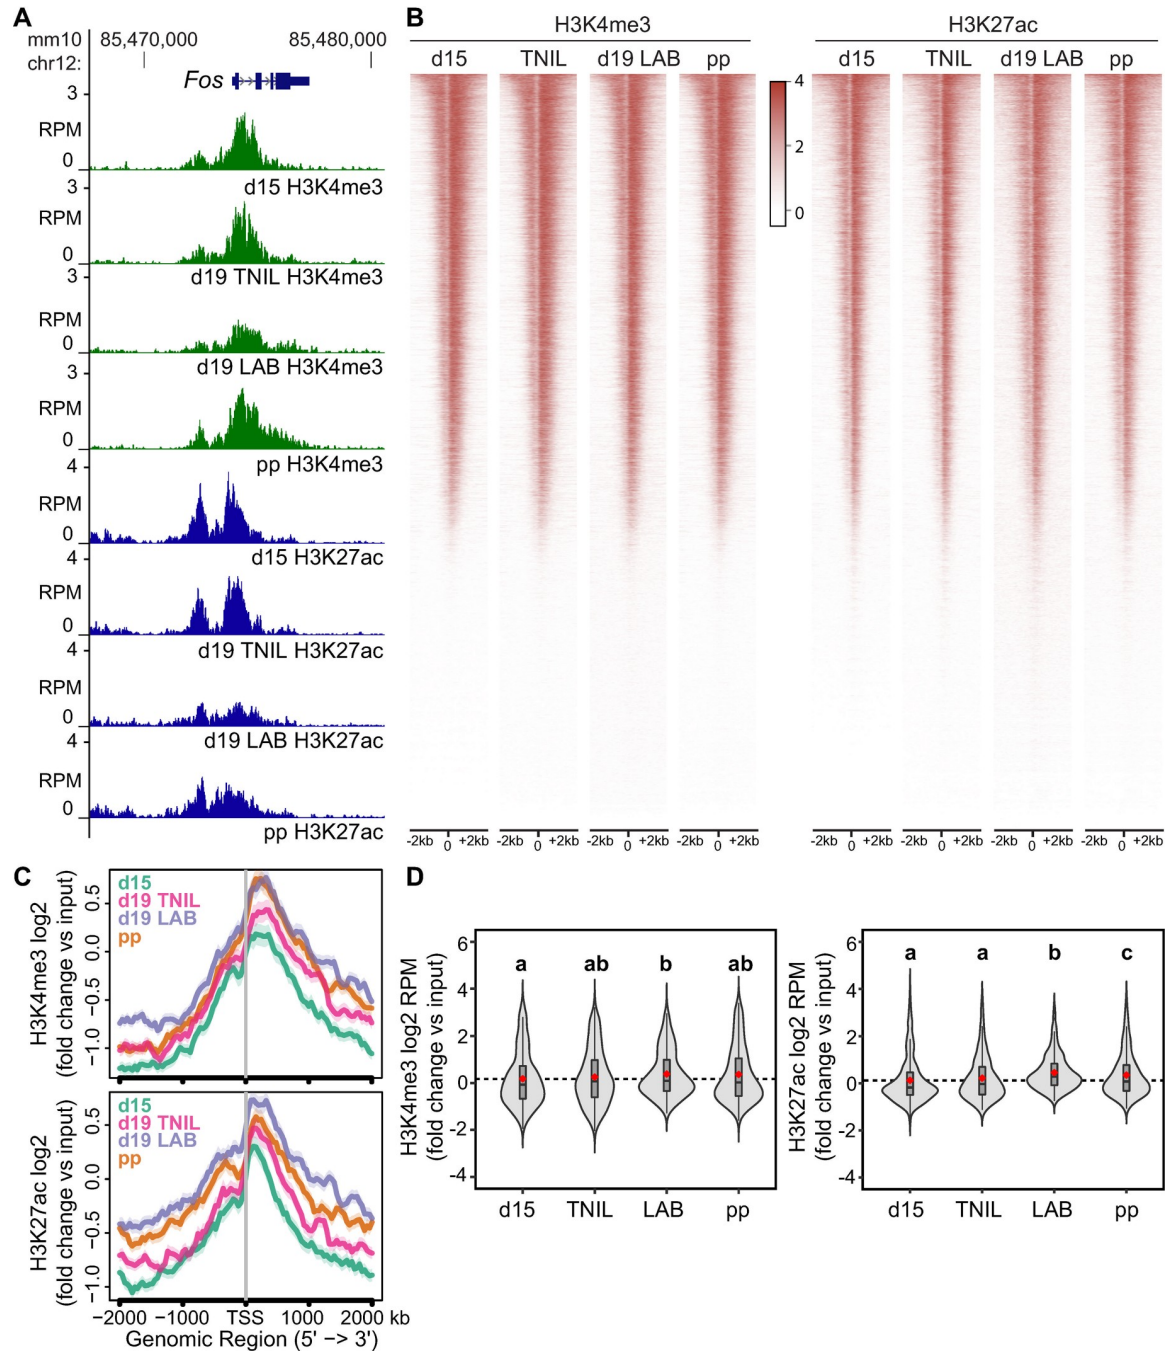 A
mm10 85,470,000 85,480,000
chr12:
Fos
3
RPM
0
d15 H3K4me3
3
RPM
0
d19 TNIL H3K4me3
3
RPM
0
d19 LAB H3K4me3
3
RPM
0
pp H3K4me3
4
RPM
0
d15 H3K27ac
4
RPM
0
d19 TNIL H3K27ac
4
RPM
0
d19 LAB H3K27ac
4
RPM
0
pp H3K27ac
B
H3K4me3 H3K27ac
d15 TNIL d19 LAB pp d15 TNIL d19 LAB pp
4
2
0
-2kb 0 +2kb -2kb 0 +2kb -2kb 0 +2kb -2kb 0 +2kb -2kb 0 +2kb -2kb 0 +2kb -2kb 0 +2kb -2kb 0 +2kb
C
H3K4me3 log2
(fold change vs input)
0.5
0.0
−0.5
−1.0
d15
d19 TNIL
d19 LAB
pp
H3K27ac log2
(fold change vs input)
0.5
0.0
−0.5
−1.0
d15
d19 TNIL
d19 LAB
pp
−2000 −1000 TSS 1000 2000 kb
Genomic Region (5' −> 3')
D
H3K4me3 log2 RPM
(fold change vs input)
6
4
2
0
-2
-4
a ab b ab
d15 TNIL LAB pp
H3K27ac log2 RPM
(fold change vs input)
6
4
2
0
-2
-4
a a b c
d15 TNIL LAB pp